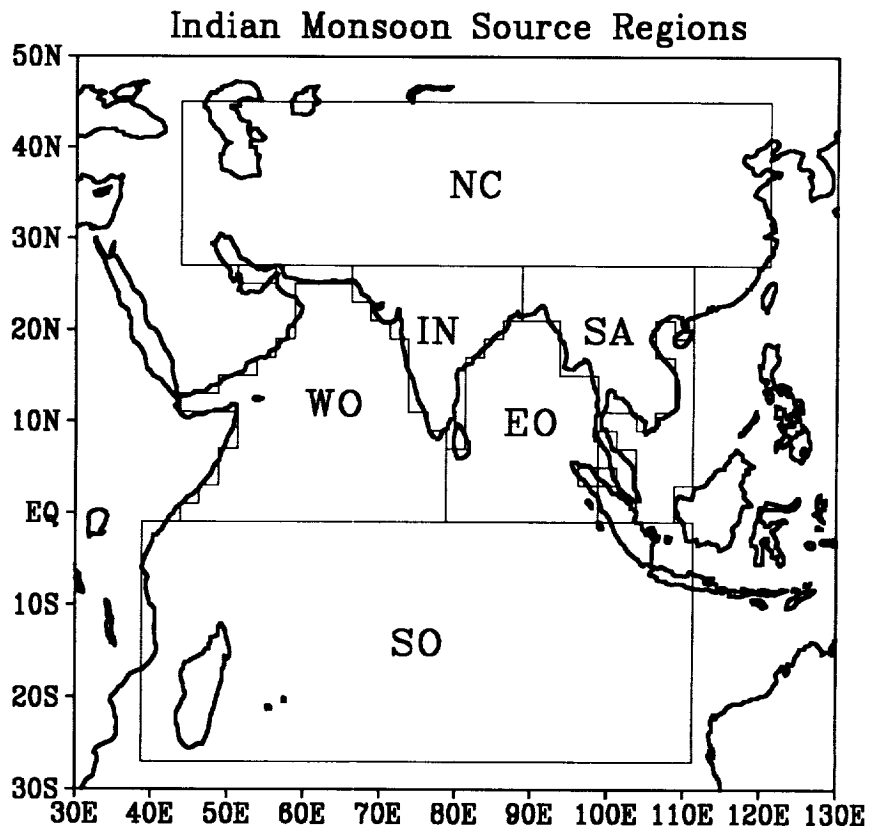 Indian Monsoon Source Regions
50N
40N
NC
30N
20N
IN
SA
WO
10N
EO
EQ
10S
SO
20S
30S
30E 40E 50E 60E 70E 80E 90E 100E 110E 120E 130E